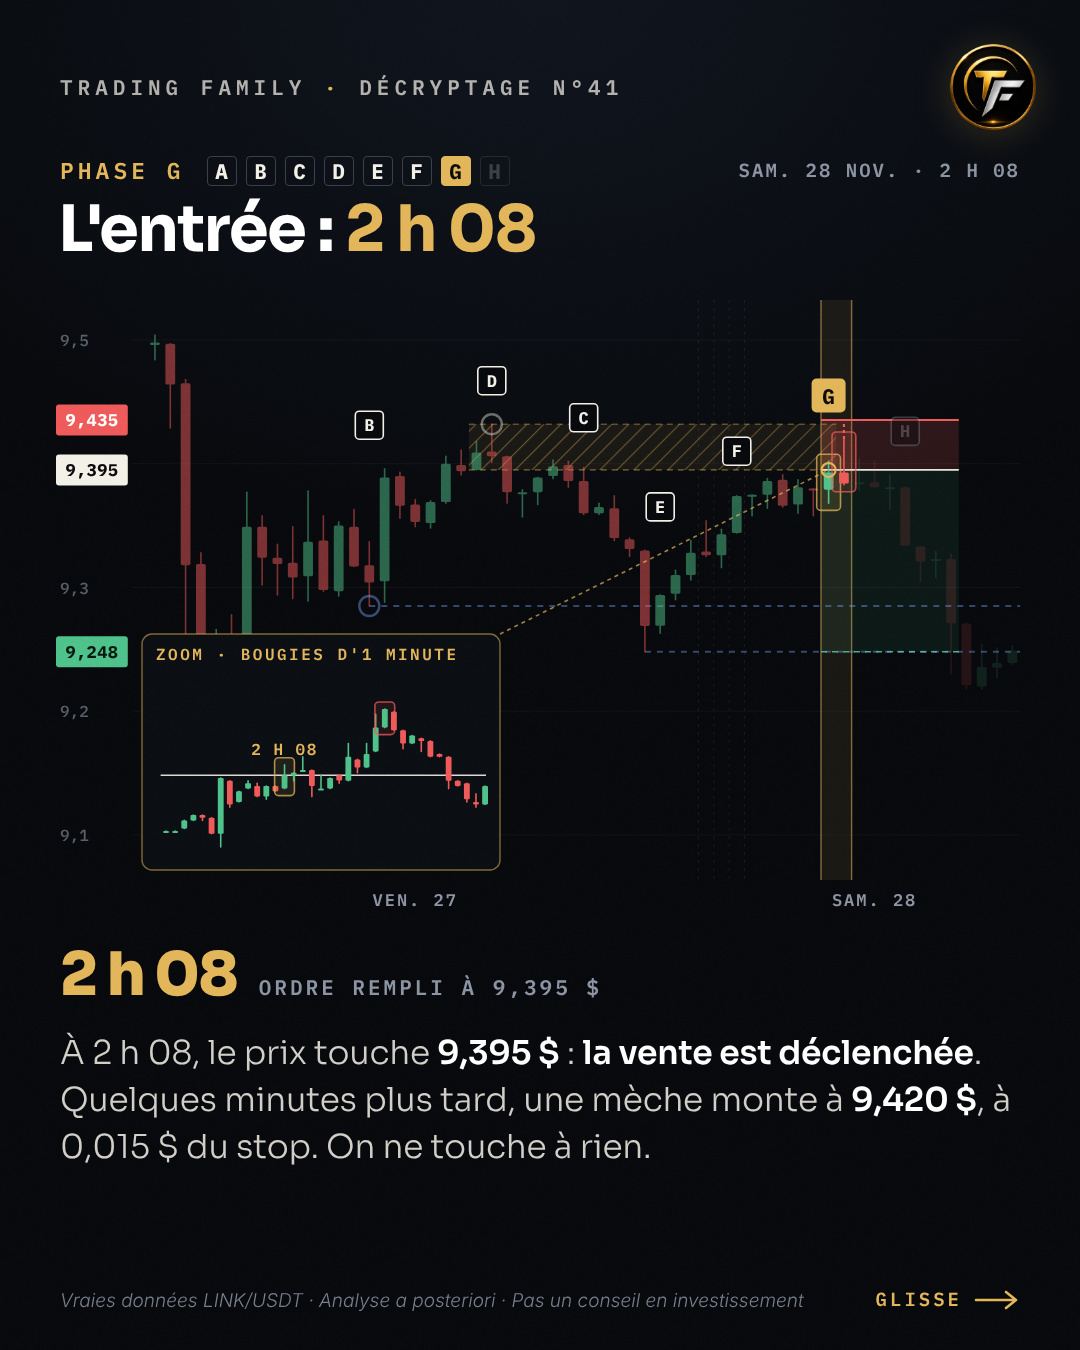 TRADING FAMILY · DÉCRYPTAGE N°41
TF
PHASE G A B C D E F G H
SAM. 28 NOV. · 2 H 08
L'entrée : 2 h 08
9,5
9,435
9,395
9,3
9,248
9,2
9,1
B
D
C
E
F
G
H
ZOOM · BOUGIES D'1 MINUTE
2 H 08
VEN. 27
SAM. 28
2 h 08 ORDRE REMPLI À 9,395 $
À 2 h 08, le prix touche 9,395 $ : la vente est déclenchée.
Quelques minutes plus tard, une mèche monte à 9,420 $, à
0,015 $ du stop. On ne touche à rien.
Vraies données LINK/USDT · Analyse a posteriori · Pas un conseil en investissement
GLISSE →